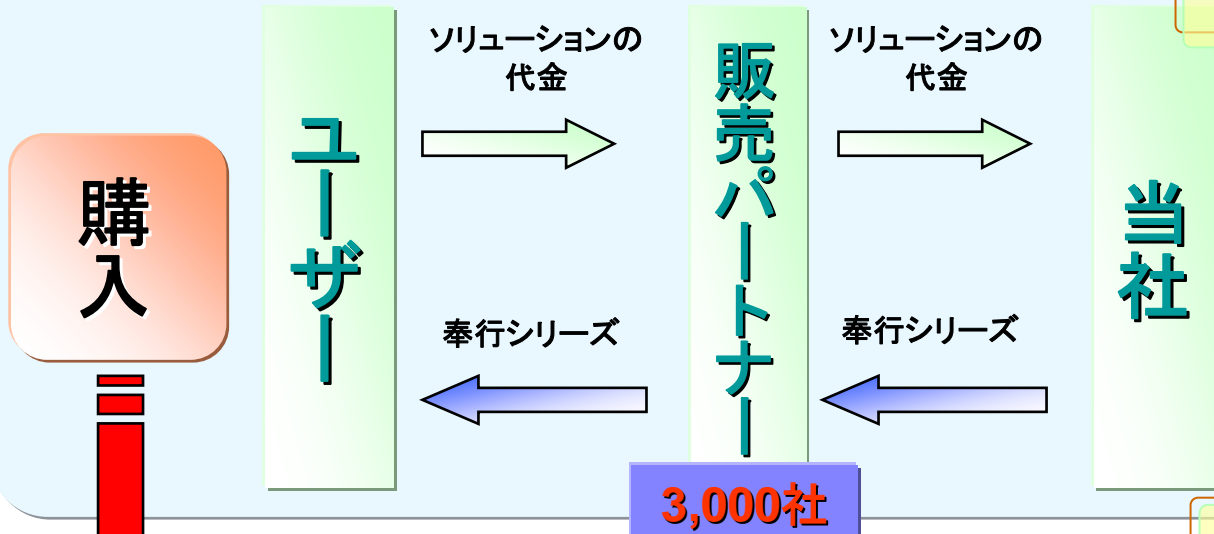 購入
ユーザー
ソリューションの
代金
販売パートナー
ソリューションの
代金
当社
奉行シリーズ
奉行シリーズ
3,000社